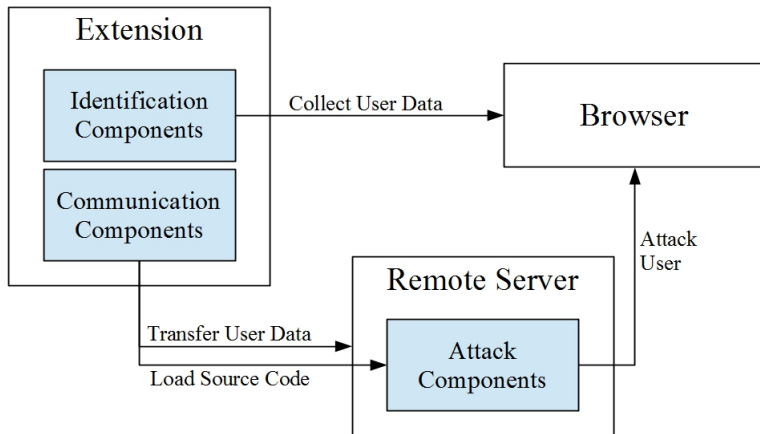 Extension
Identification
Components
Collect User Data
Browser
Communication
Components
Attack
User
Remote Server
Transfer User Data
Load Source Code
Attack
Components